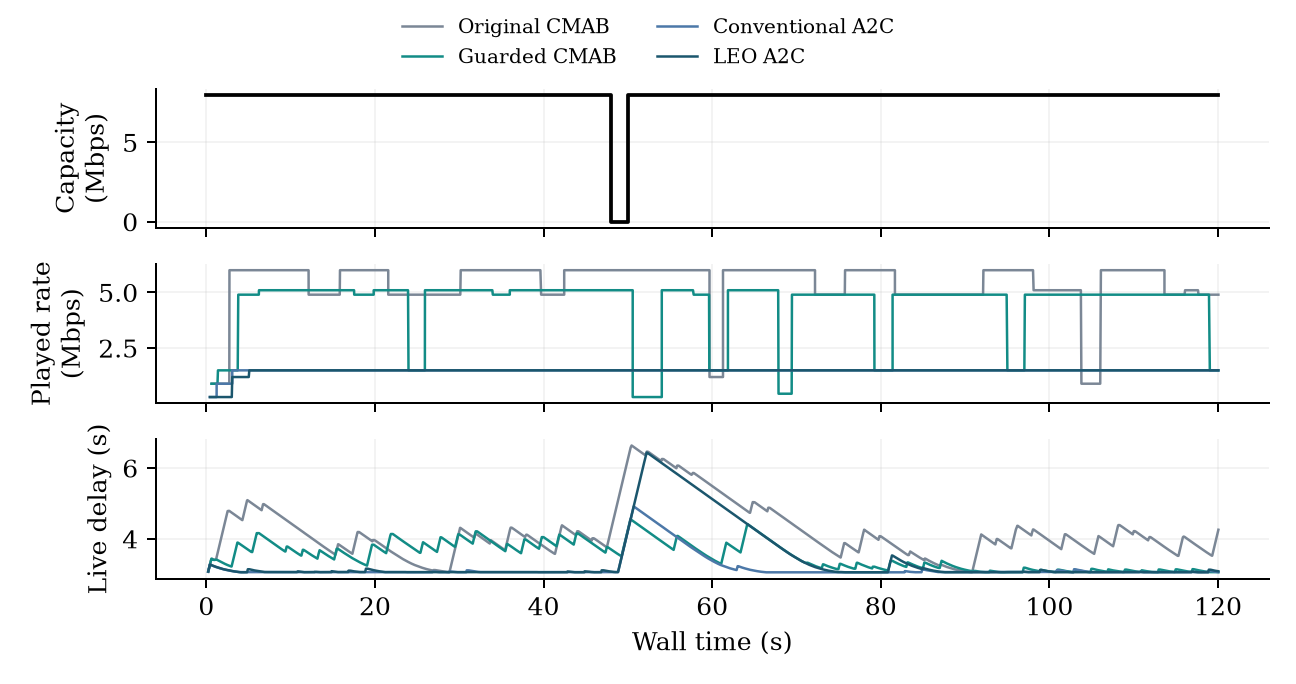 Original CMAB
Guarded CMAB
Conventional A2C
LEO A2C
Capacity
(Mbps)
5
0
Played rate
(Mbps)
5.0
2.5
Live delay (s)
6
4
0 20 40 60 80 100 120
Wall time (s)